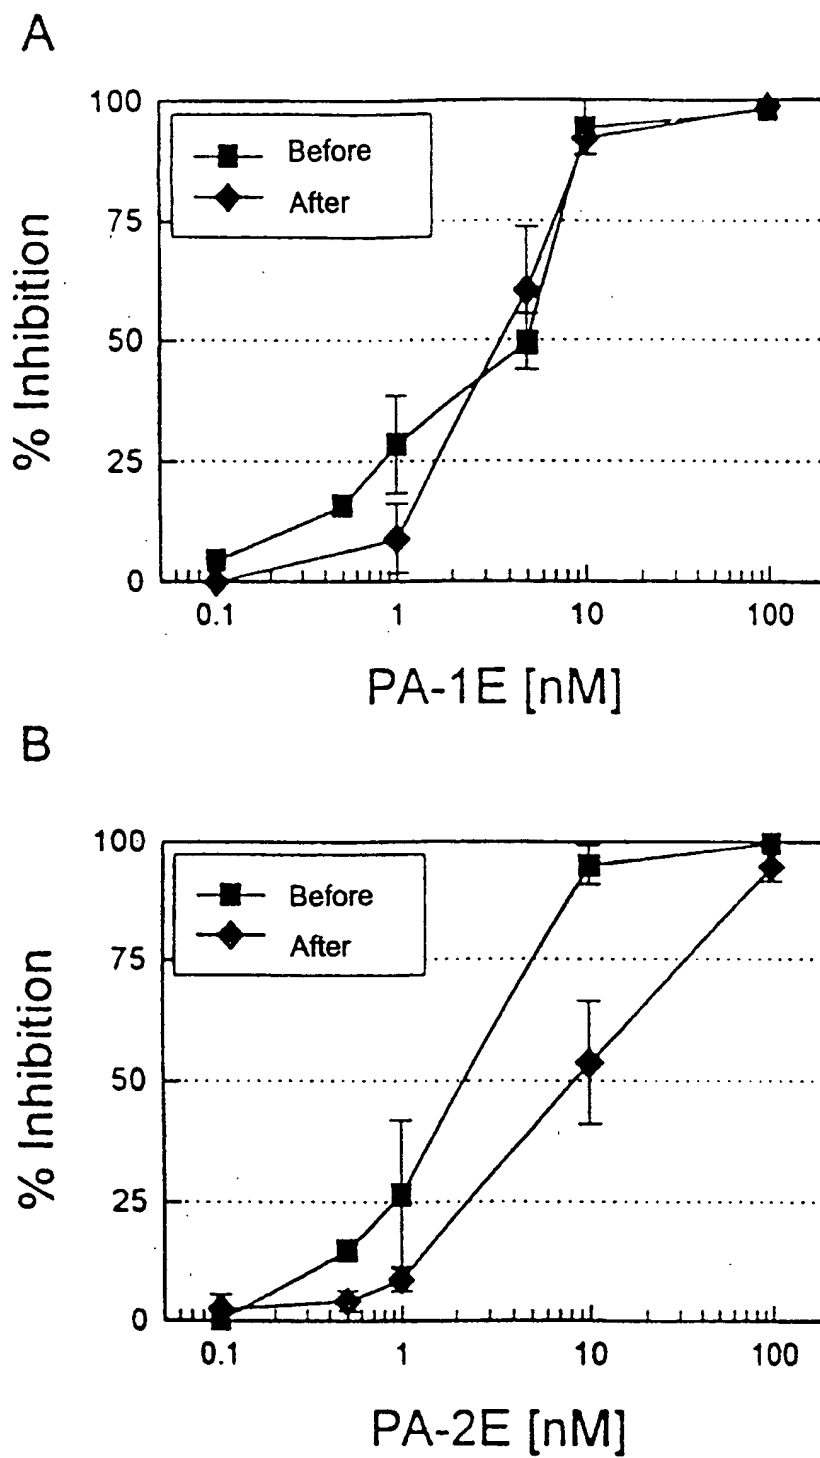 A
100
75
50
25
0
% Inhibition
Before
After
0.1 1 10 100
PA-1E [nM]
B
100
75
50
25
0
% Inhibition
Before
After
0.1 1 10 100
PA-2E [nM]